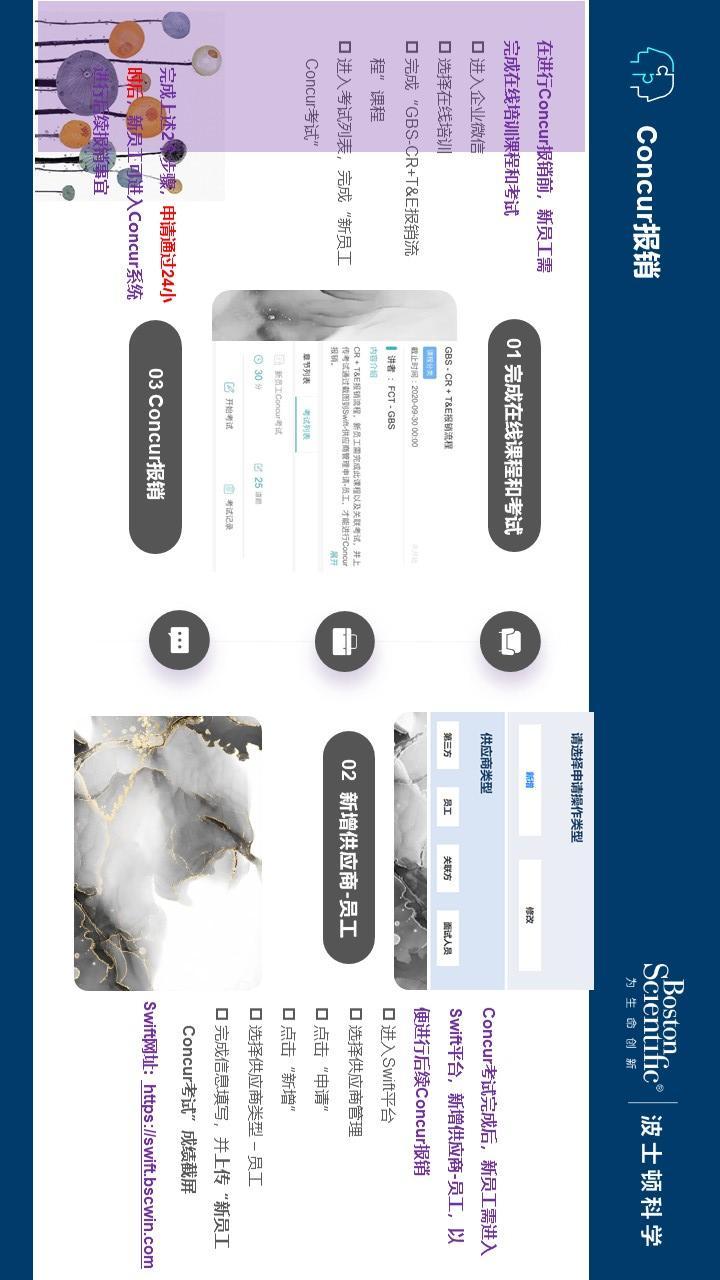 Concur报销
Boston
Scientific®
为生命创新
波士顿科学
在进行Concur报销前，新员工需
完成在线培训课程和考试
进入企业微信
选择在线培训
完成“GBS-CR+T&E报销流
程”课程
进入考试列表，完成“新员工
Concur考试”
01 完成在线课程和考试
GBS - CR + T&E报销流程
课程分类
截止时间：2020-09-30 00:00
讲者 ： FCT - GBS
内容介绍
CR + T&E报销流程，新员工需完成此课程以及关联考试，并上
传考试通过截图到Swift-供应商管理申请-员工，才能进行Concur
报销。
展开
章节列表
考试列表
新员工Concur考试
30 分
25 道题
开始考试
考试记录
请选择申请操作类型
新增
修改
供应商类型
第三方
员工
关联方
面试人员
02 新增供应商-员工
Concur考试完成后，新员工需进入
Swift平台，新增供应商-员工，以
便进行后续Concur报销
进入Swift平台
选择供应商管理
点击“申请”
点击“新增”
选择供应商类型 – 员工
完成信息填写，并上传“新员工
Concur考试”成绩截屏
Swift网址：https://swift.bscwin.com
03 Concur报销
完成上述2个步骤，申请通过24小
时后，新员工可进入Concur系统
进行后续报销事宜